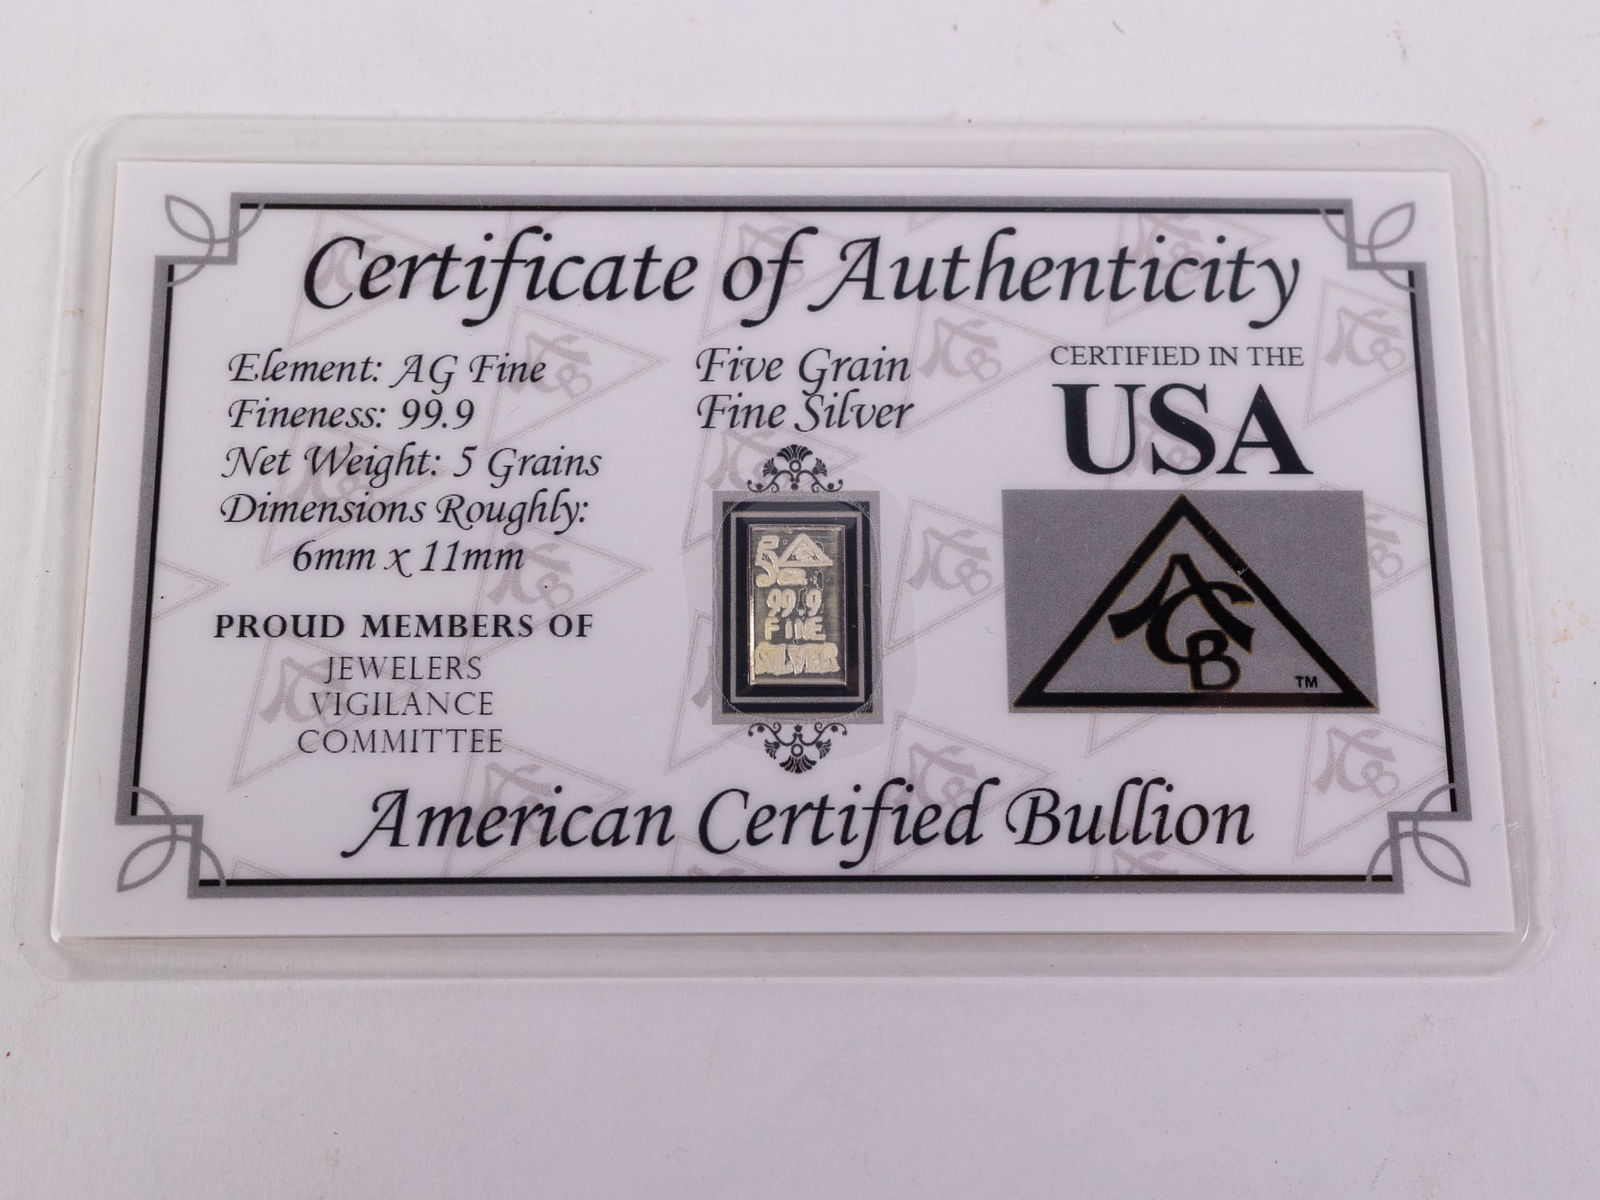 Certificate of Authenticity
Element: AG Fine
Fineness: 99.9
Net Weight: 5 Grains
Dimensions Roughly:
6mm x 11mm
PROUD MEMBERS OF
JEWELERS
VIGILANCE
COMMITTEE
Five Grain
Fine Silver
5
99.9
FINE
SILVER
CERTIFIED IN THE
USA
ACB
TM
American Certified Bullion